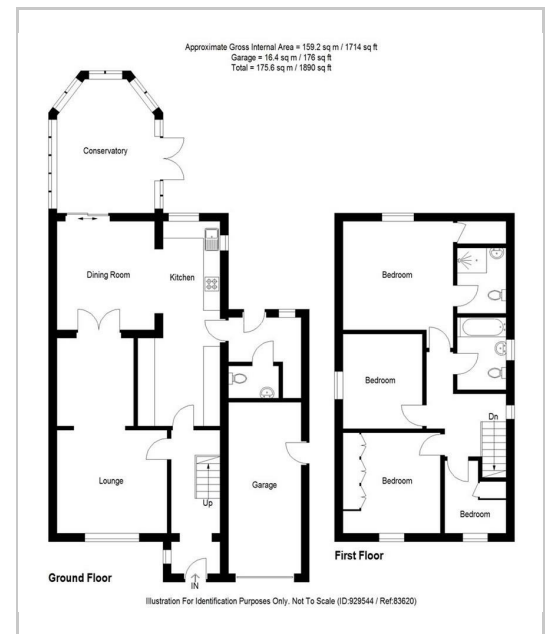 Approximate Gross Internal Area = 159.2 sq m / 1714 sq ft
Garage = 16.4 sq m / 176 sq ft
Total = 175.6 sq m / 1890 sq ft
Conservatory
Dining Room
Kitchen
Lounge
Up
Garage
IN
Ground Floor
Bedroom
Bedroom
Dn
Bedroom
Bedroom
First Floor
Illustration For Identification Purposes Only. Not To Scale (ID:929544 / Ref:83620)